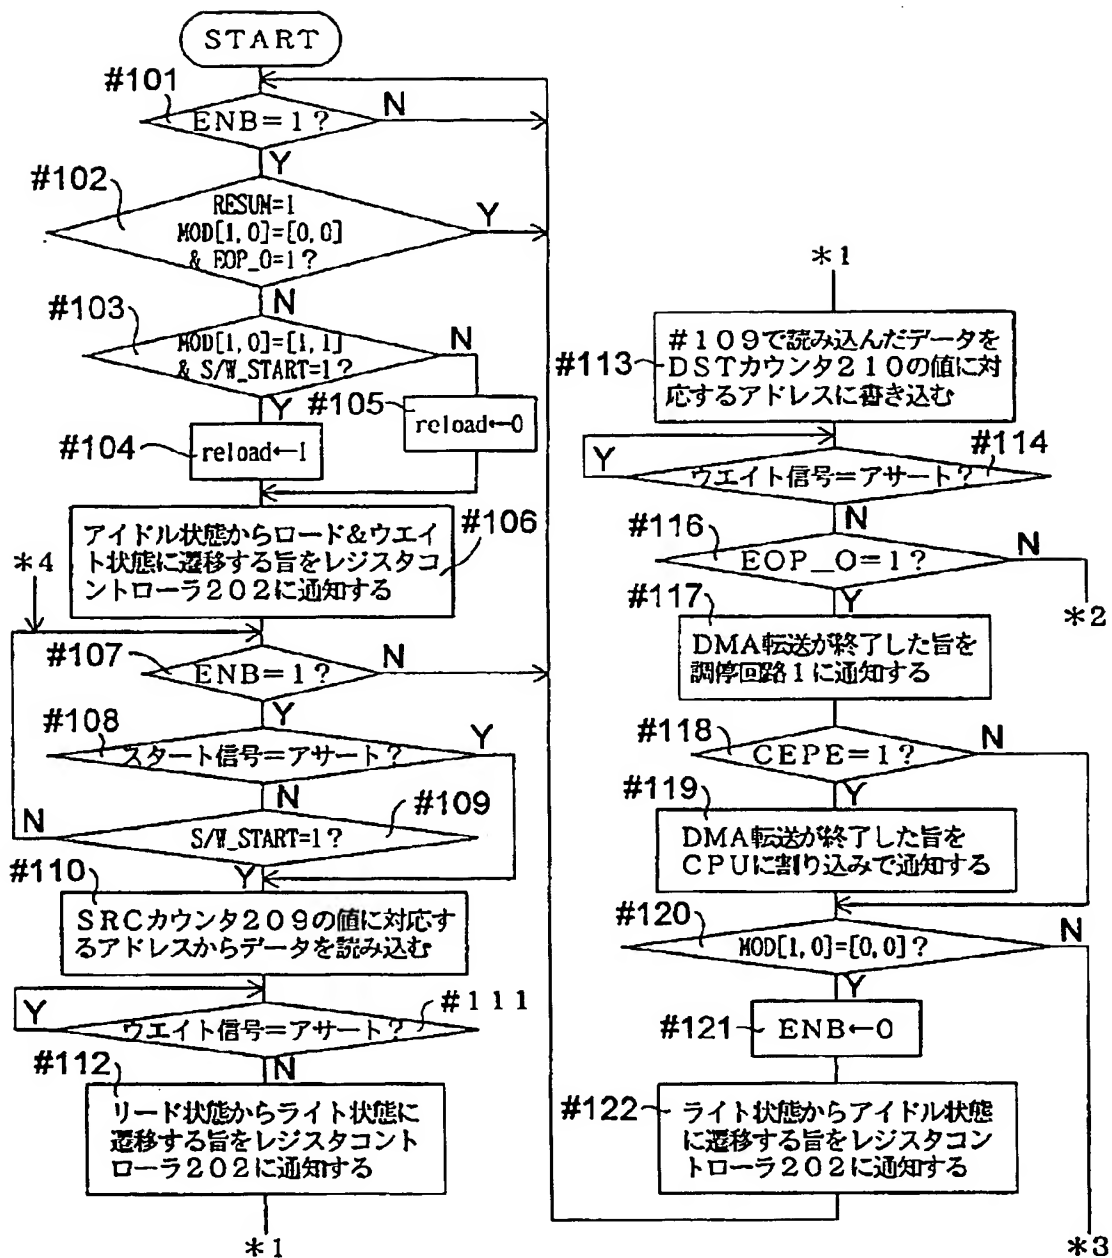 START
#101
ENB=1?
N
Y
#102
RESUM=1
MOD[1,0]=[0,0]
& EOP_O=1?
Y
N
#103
MOD[1,1]=[1,1]
& S/W_START=1?
N
Y
#105
reload←0
#104
reload←1
#106
アイドル状態からロード&ウエイ
ト状態に遷移する旨をレジスタコ
ントローラ202に通知する
*4
#107
ENB=1?
N
Y
#108
スタート信号=アサート?
Y
N
#109
S/W_START=1?
N
Y
#110
SRCカウンタ209の値に対応す
るアドレスからデータを読み込む
#111
ウエイト信号=アサート?
Y
N
#112
リード状態からライト状態に
遷移する旨をレジスタコント
ローラ202に通知する
*1
*1
#113
#109で読み込んだデータを
DSTカウンタ210の値に対
応するアドレスに書き込む
#114
ウエイト信号=アサート?
Y
N
#116
EOP_O=1?
N
*2
Y
#117
DMA転送が終了した旨を
調停回路1に通知する
#118
CEPE=1?
N
Y
#119
DMA転送が終了した旨を
CPUに割り込みで通知する
#120
MOD[1,0]=[0,0]?
N
Y
#121
ENB←0
#122
ライト状態からアイドル状態
に遷移する旨をレジスタコン
トローラ202に通知する
*3